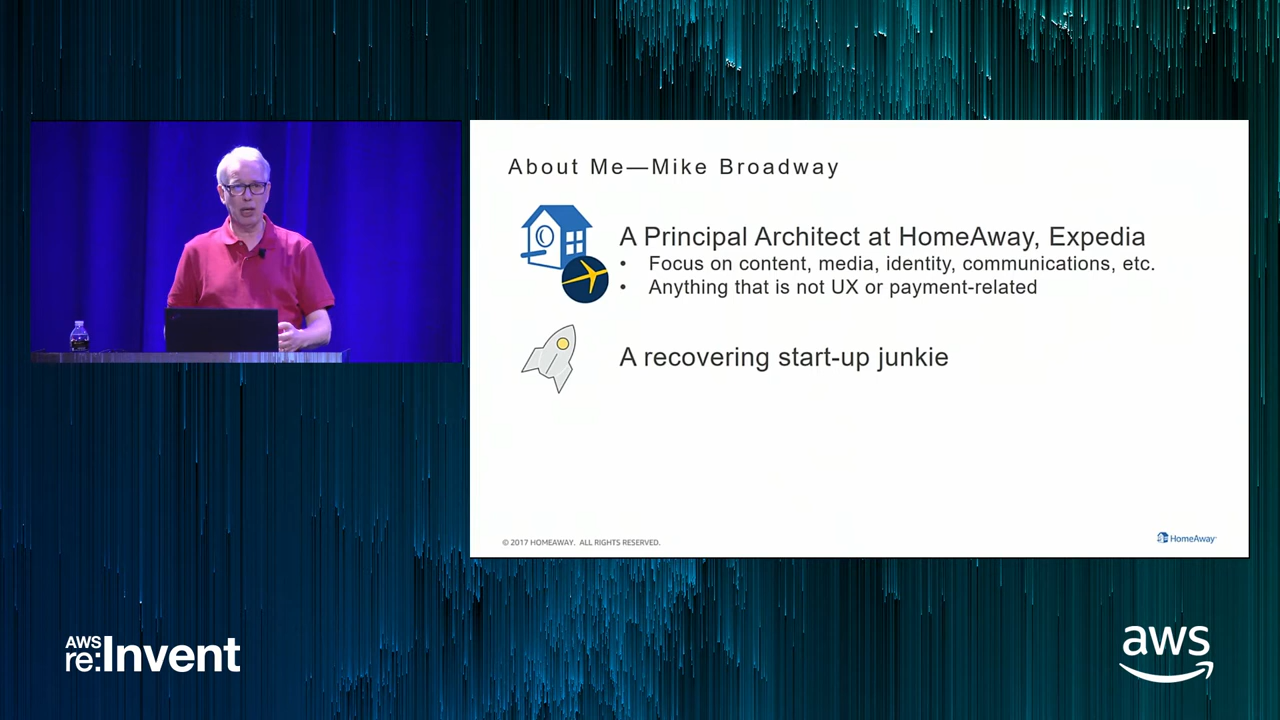 About Me—Mike Broadway
A Principal Architect at HomeAway, Expedia
• Focus on content, media, identity, communications, etc.
• Anything that is not UX or payment-related
A recovering start-up junkie
© 2017 HOMEAWAY. ALL RIGHTS RESERVED.
HomeAway
AWS
re:Invent
aws